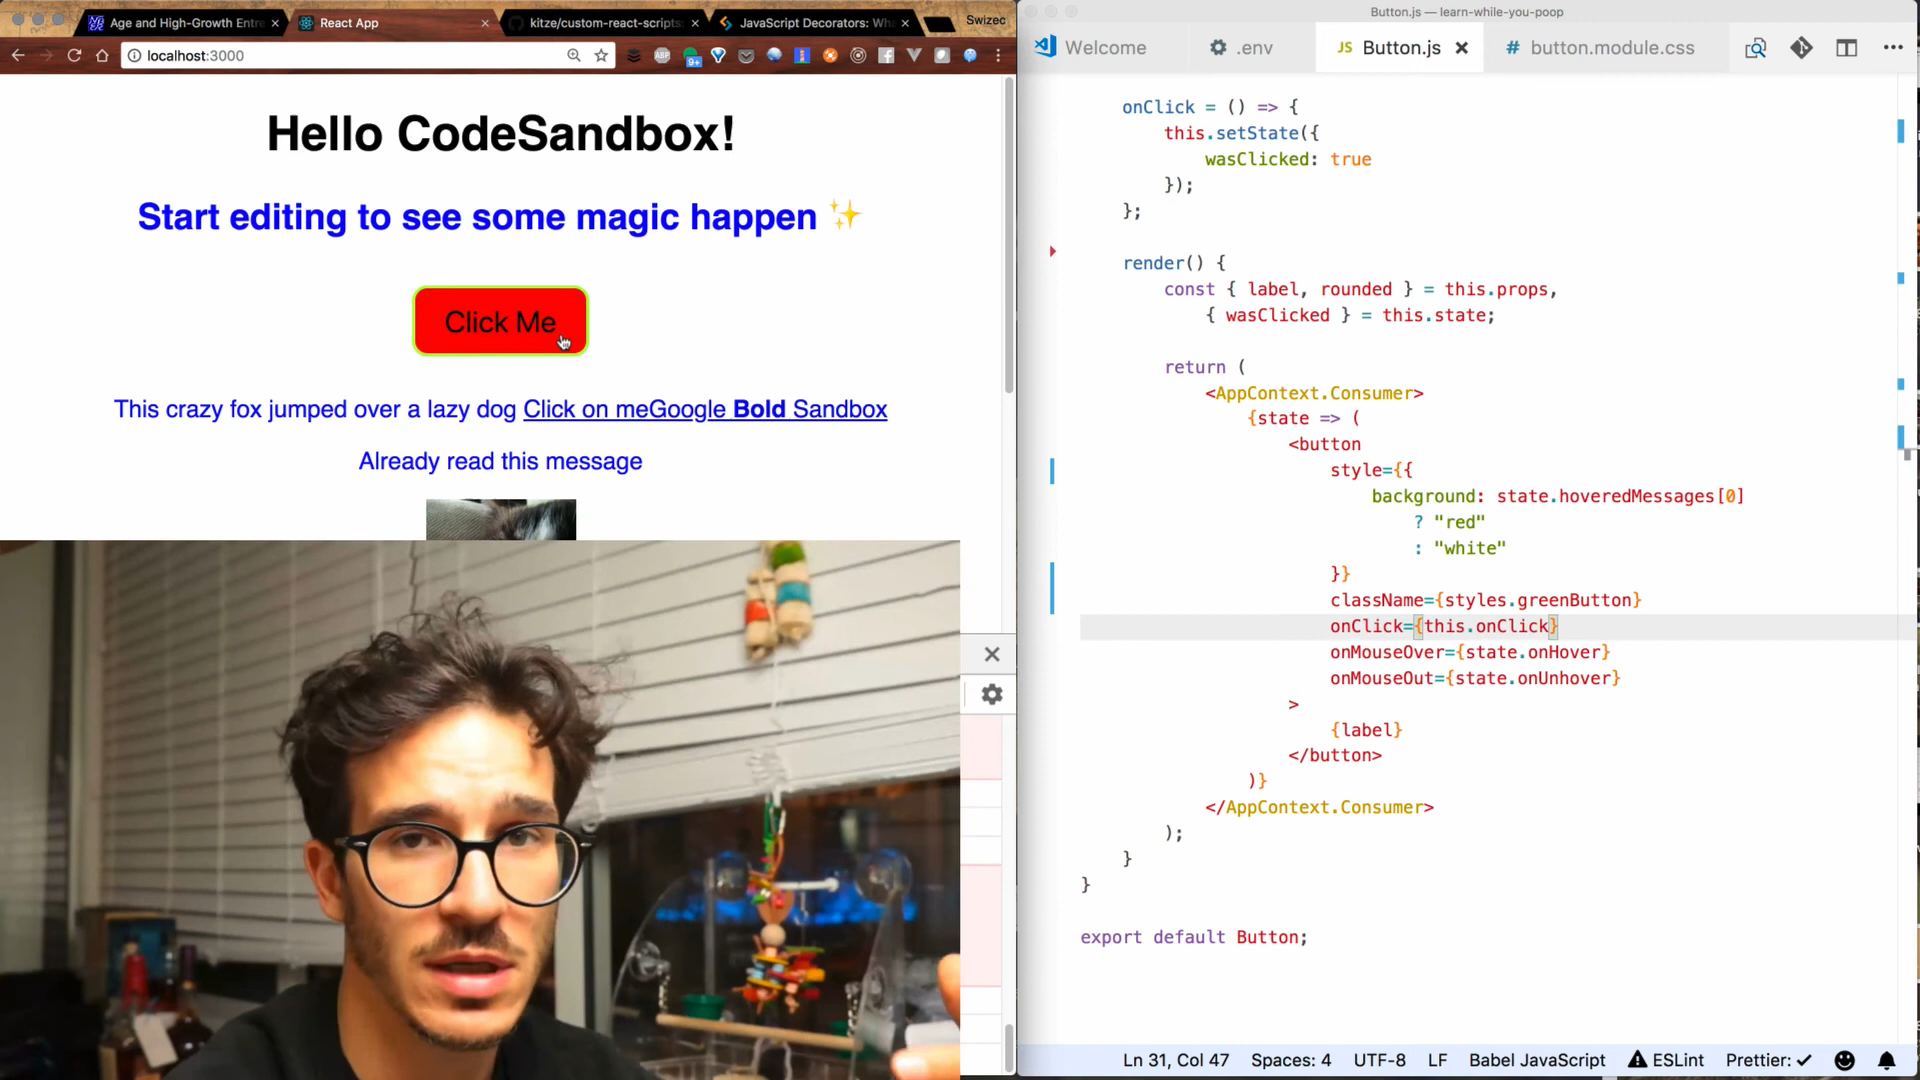 Age and High-Growth Entre
React App
kitze/custom-react-scripts:
JavaScript Decorators: Wha
Swizec
localhost:3000
9+
Hello CodeSandbox!
Start editing to see some magic happen ✨
Click Me
This crazy fox jumped over a lazy dog Click on meGoogle Bold Sandbox
Already read this message
Button.js — learn-while-you-poop
Welcome
.env
JS Button.js
# button.module.css
onClick = () => {
this.setState({
wasClicked: true
});
};
render() {
const { label, rounded } = this.props,
{ wasClicked } = this.state;
return (
<AppContext.Consumer>
{state => (
<button
style={{
background: state.hoveredMessages[0]
? "red"
: "white"
}}
className={styles.greenButton}
onClick={this.onClick}
onMouseOver={state.onHover}
onMouseOut={state.onUnhover}
>
{label}
</button>
)}
</AppContext.Consumer>
);
}
}
export default Button;
Ln 31, Col 47 Spaces: 4 UTF-8 LF Babel JavaScript ESLint Prettier: ✓